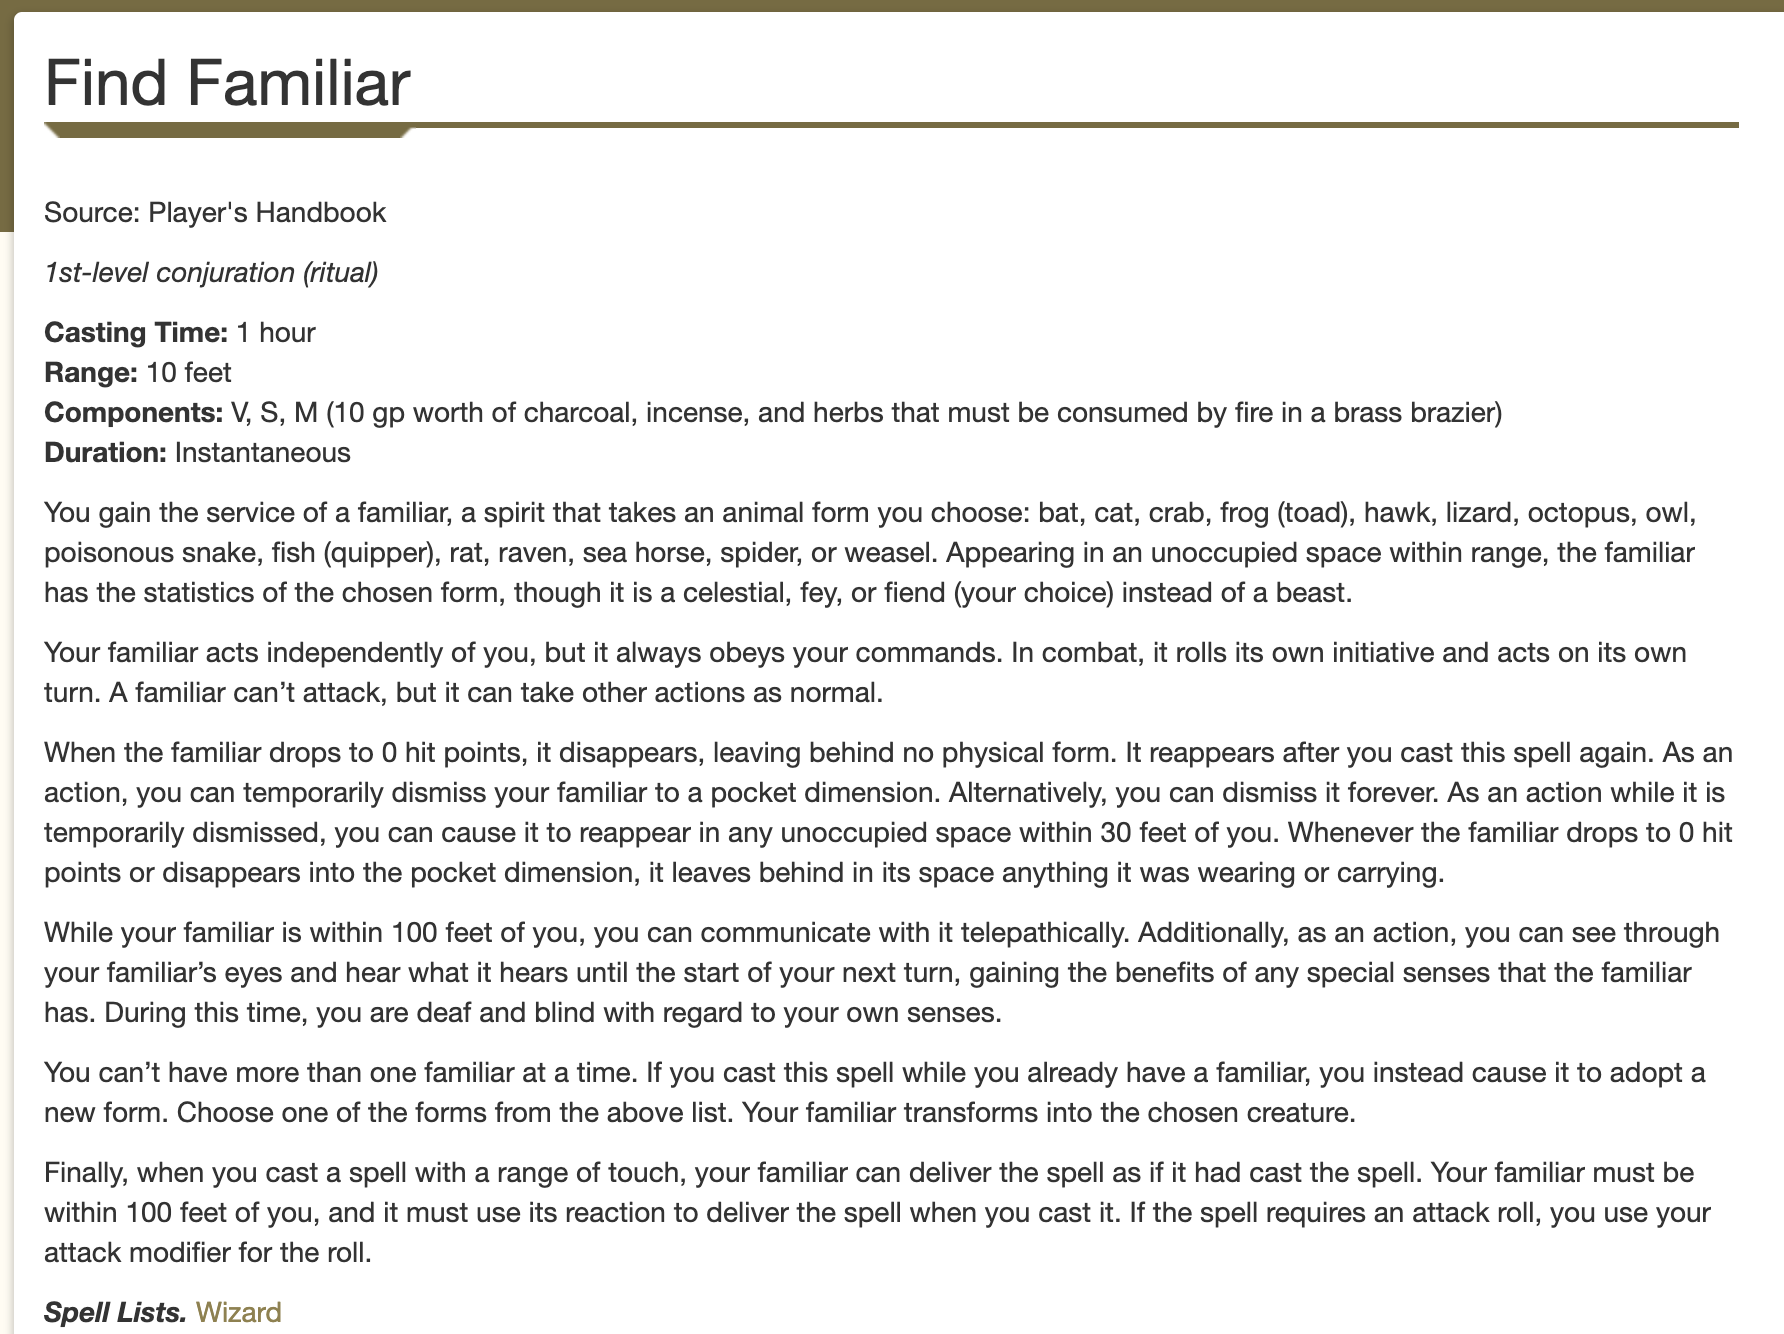 Find Familiar
Source: Player's Handbook
1st-level conjuration (ritual)
Casting Time: 1 hour
Range: 10 feet
Components: V, S, M (10 gp worth of charcoal, incense, and herbs that must be consumed by fire in a brass brazier)
Duration: Instantaneous
You gain the service of a familiar, a spirit that takes an animal form you choose: bat, cat, crab, frog (toad), hawk, lizard, octopus, owl,
poisonous snake, fish (quipper), rat, raven, sea horse, spider, or weasel. Appearing in an unoccupied space within range, the familiar
has the statistics of the chosen form, though it is a celestial, fey, or fiend (your choice) instead of a beast.
Your familiar acts independently of you, but it always obeys your commands. In combat, it rolls its own initiative and acts on its own
turn. A familiar can’t attack, but it can take other actions as normal.
When the familiar drops to 0 hit points, it disappears, leaving behind no physical form. It reappears after you cast this spell again. As an
action, you can temporarily dismiss your familiar to a pocket dimension. Alternatively, you can dismiss it forever. As an action while it is
temporarily dismissed, you can cause it to reappear in any unoccupied space within 30 feet of you. Whenever the familiar drops to 0 hit
points or disappears into the pocket dimension, it leaves behind in its space anything it was wearing or carrying.
While your familiar is within 100 feet of you, you can communicate with it telepathically. Additionally, as an action, you can see through
your familiar’s eyes and hear what it hears until the start of your next turn, gaining the benefits of any special senses that the familiar
has. During this time, you are deaf and blind with regard to your own senses.
You can’t have more than one familiar at a time. If you cast this spell while you already have a familiar, you instead cause it to adopt a
new form. Choose one of the forms from the above list. Your familiar transforms into the chosen creature.
Finally, when you cast a spell with a range of touch, your familiar can deliver the spell as if it had cast the spell. Your familiar must be
within 100 feet of you, and it must use its reaction to deliver the spell when you cast it. If the spell requires an attack roll, you use your
attack modifier for the roll.
Spell Lists. Wizard